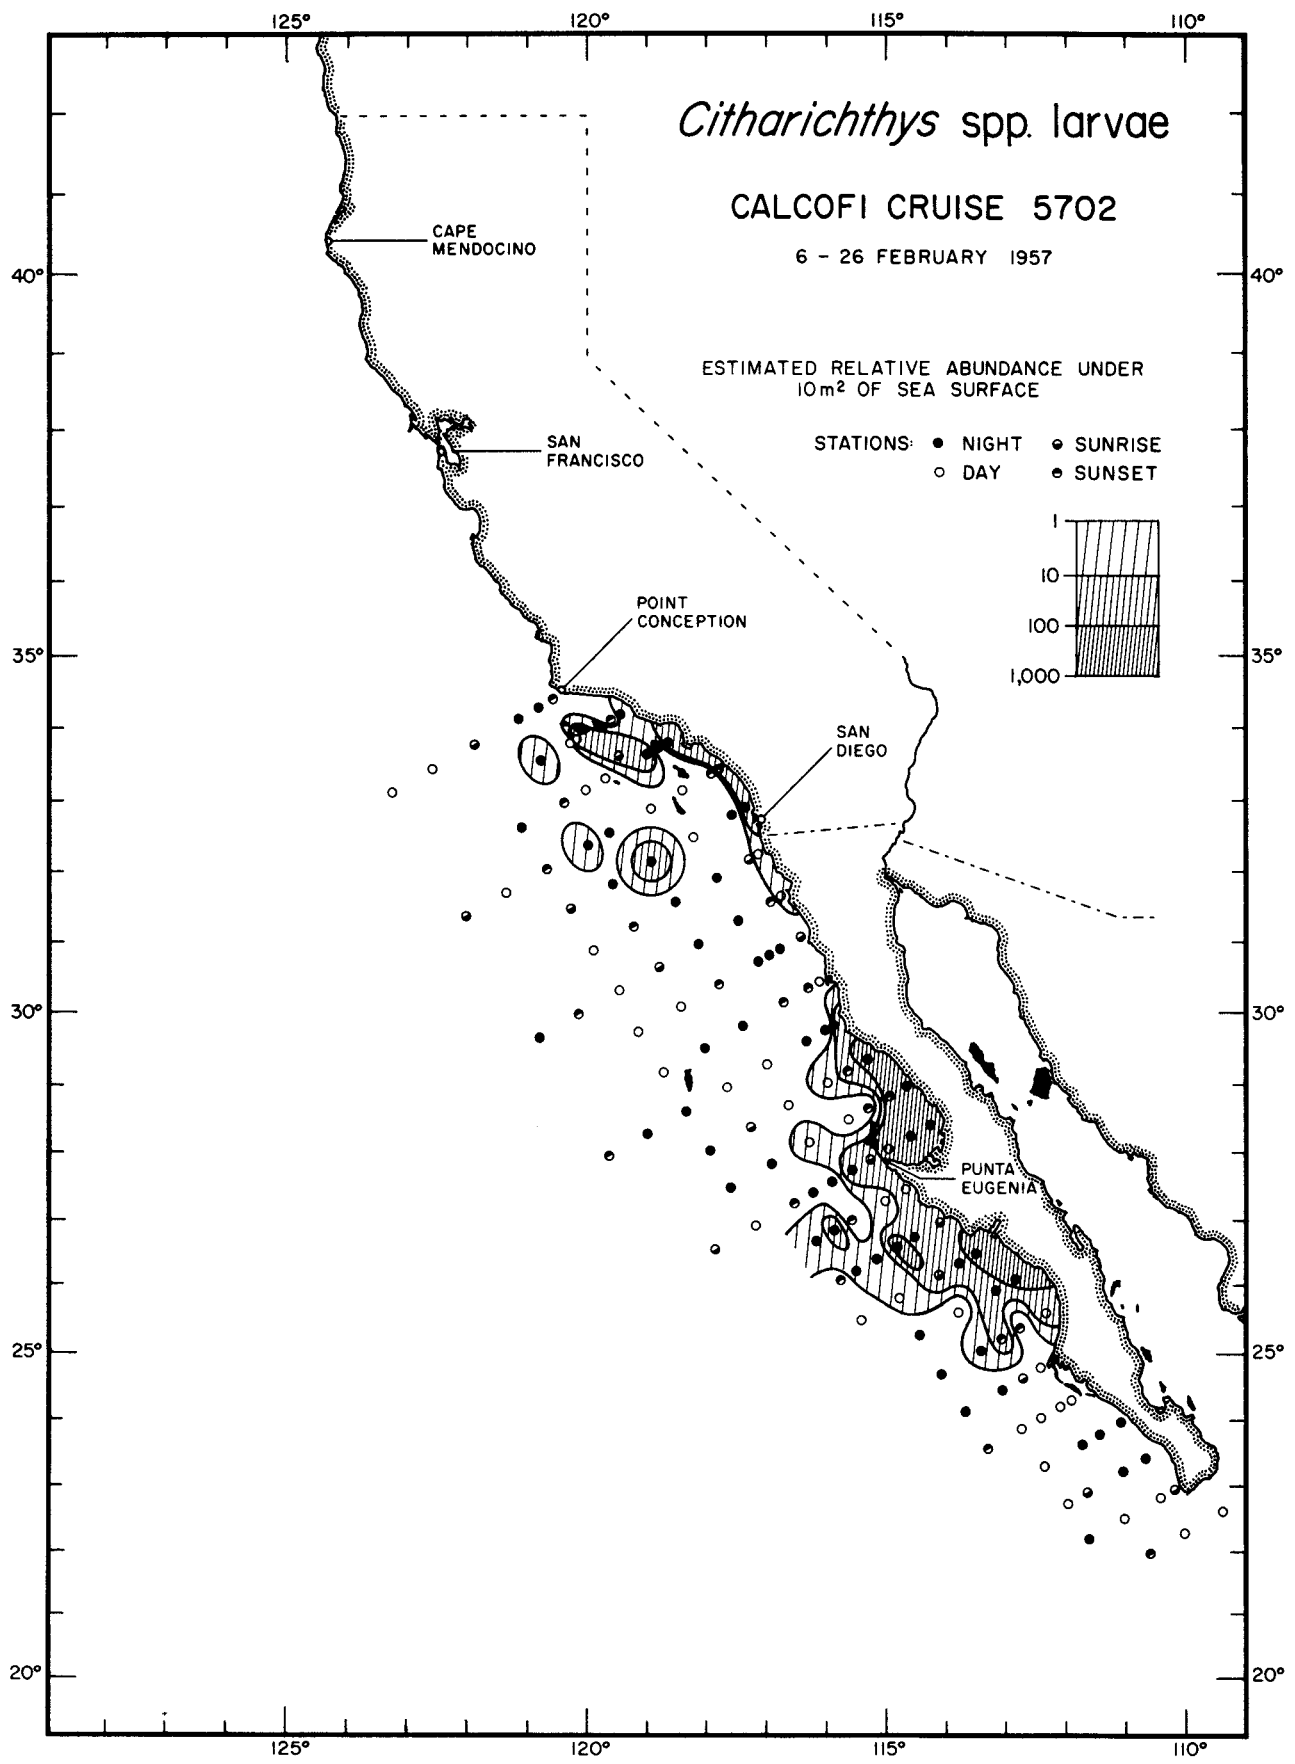 125° 120° 115° 110°
Citharichthys spp. larvae
CALCOFI CRUISE 5702
6 – 26 FEBRUARY 1957
CAPE
MENDOCINO
40° 40°
ESTIMATED RELATIVE ABUNDANCE UNDER
10m² OF SEA SURFACE
STATIONS: ● NIGHT SUNRISE
○ DAY SUNSET
SAN
FRANCISCO
1
10
100
1,000
POINT
CONCEPTION
35° 35°
SAN
DIEGO
30° 30°
PUNTA
EUGENIA
25° 25°
20° 20°
125° 120° 115° 110°